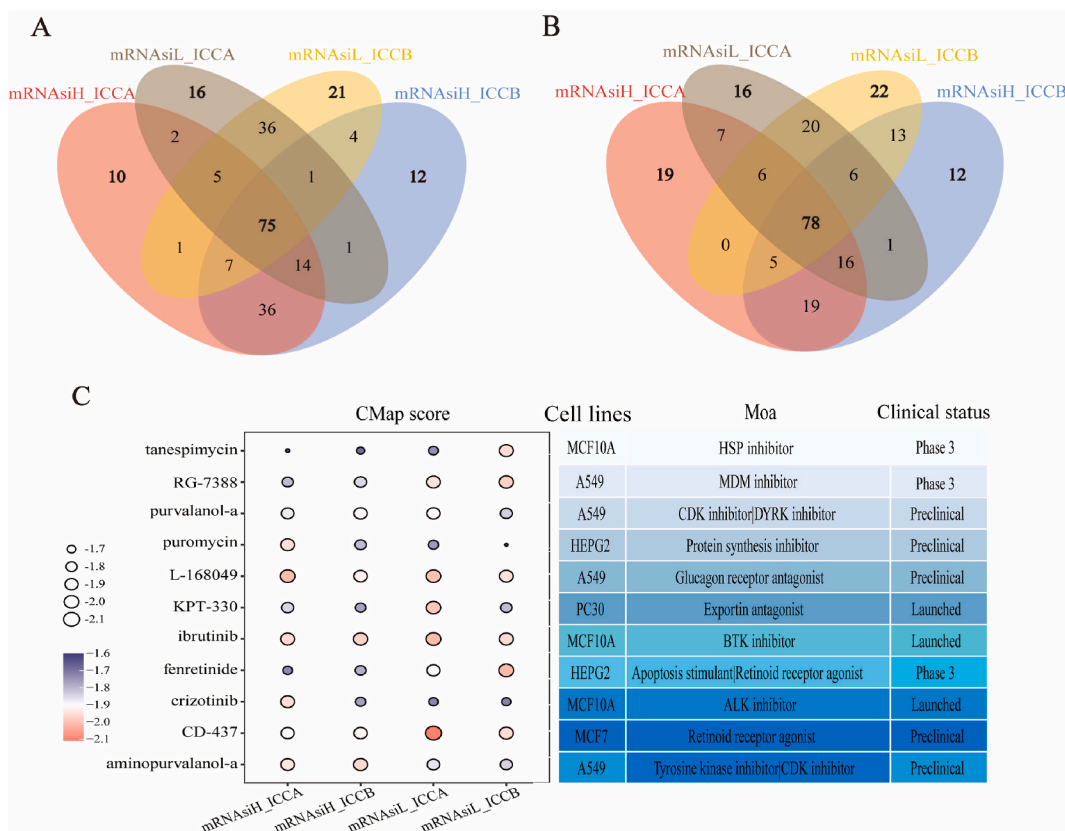 A
mRNAsiL_ICCA
mRNAsiL_ICCB
mRNAsiH_ICCA
mRNAsiH_ICCB
16
21
2
36
4
10
5
1
12
75
1
7
14
1
36
B
mRNAsiL_ICCA
mRNAsiL_ICCB
mRNAsiH_ICCA
mRNAsiH_ICCB
16
22
7
20
13
19
6
6
12
78
0
5
16
1
19
C
CMap score
Cell lines Moa Clinical status
tanespimycin MCF10A HSP inhibitor Phase 3
RG-7388 A549 MDM inhibitor Phase 3
purvalanol-a A549 CDK inhibitor|DYRK inhibitor Preclinical
puromycin HEPG2 Protein synthesis inhibitor Preclinical
L-168049 A549 Glucagon receptor antagonist Preclinical
KPT-330 PC30 Exportin antagonist Launched
ibrutinib MCF10A BTK inhibitor Launched
fenretinide HEPG2 Apoptosis stimulant|Retinoid receptor agonist Phase 3
crizotinib MCF10A ALK inhibitor Launched
CD-437 MCF7 Retinoid receptor agonist Preclinical
aminopurvalanol-a A549 Tyrosine kinase inhibitor|CDK inhibitor Preclinical
-1.7
-1.8
-1.9
-2.0
-2.1
−1.6
−1.7
−1.8
−1.9
−2.0
−2.1
mRNAsiH_ICCA
mRNAsiH_ICCB
mRNAsiL_ICCA
mRNAsiL_ICCB